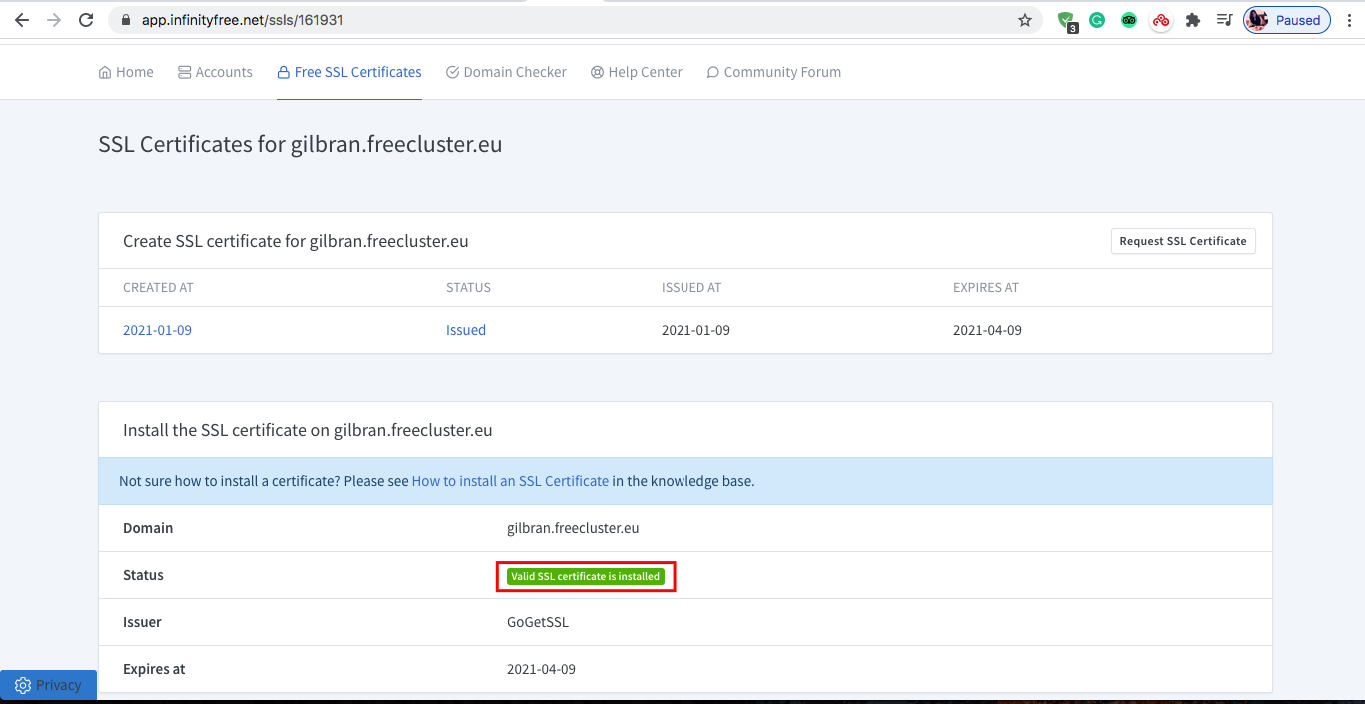 app.infinityfree.net/ssls/161931
3
Paused
Home Accounts Free SSL Certificates Domain Checker Help Center Community Forum
SSL Certificates for gilbran.freecluster.eu
Create SSL certificate for gilbran.freecluster.eu Request SSL Certificate
CREATED AT STATUS ISSUED AT EXPIRES AT
2021-01-09 Issued 2021-01-09 2021-04-09
Install the SSL certificate on gilbran.freecluster.eu
Not sure how to install a certificate? Please see How to install an SSL Certificate in the knowledge base.
Domain gilbran.freecluster.eu
Status Valid SSL certificate is installed
Issuer GoGetSSL
Expires at 2021-04-09
Privacy